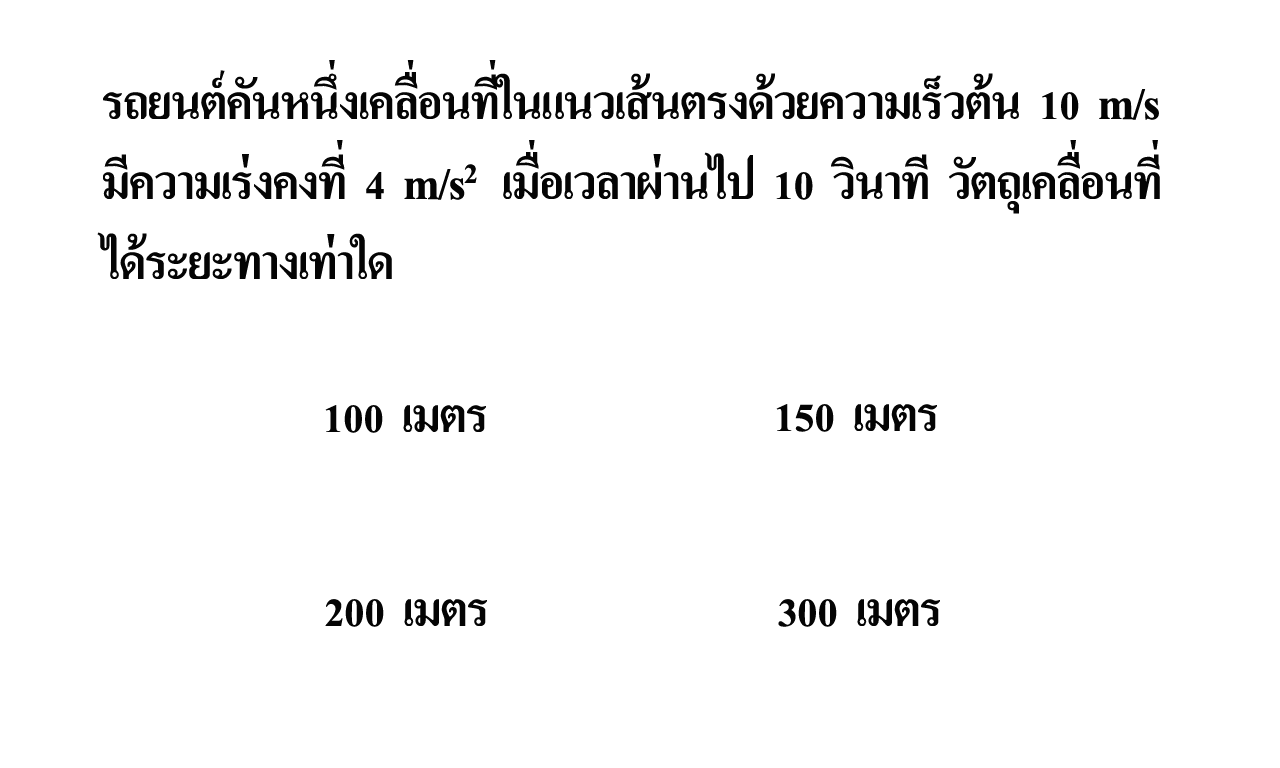 รถยนต์คันหนึ่งเคลื่อนที่ในแนวเส้นตรงด้วยความเร็วต้น 10 m/s
มีความเร่งคงที่ 4 m/s² เมื่อเวลาผ่านไป 10 วินาที วัตถุเคลื่อนที่
ได้ระยะทางเท่าใด
100 เมตร 150 เมตร
200 เมตร 300 เมตร